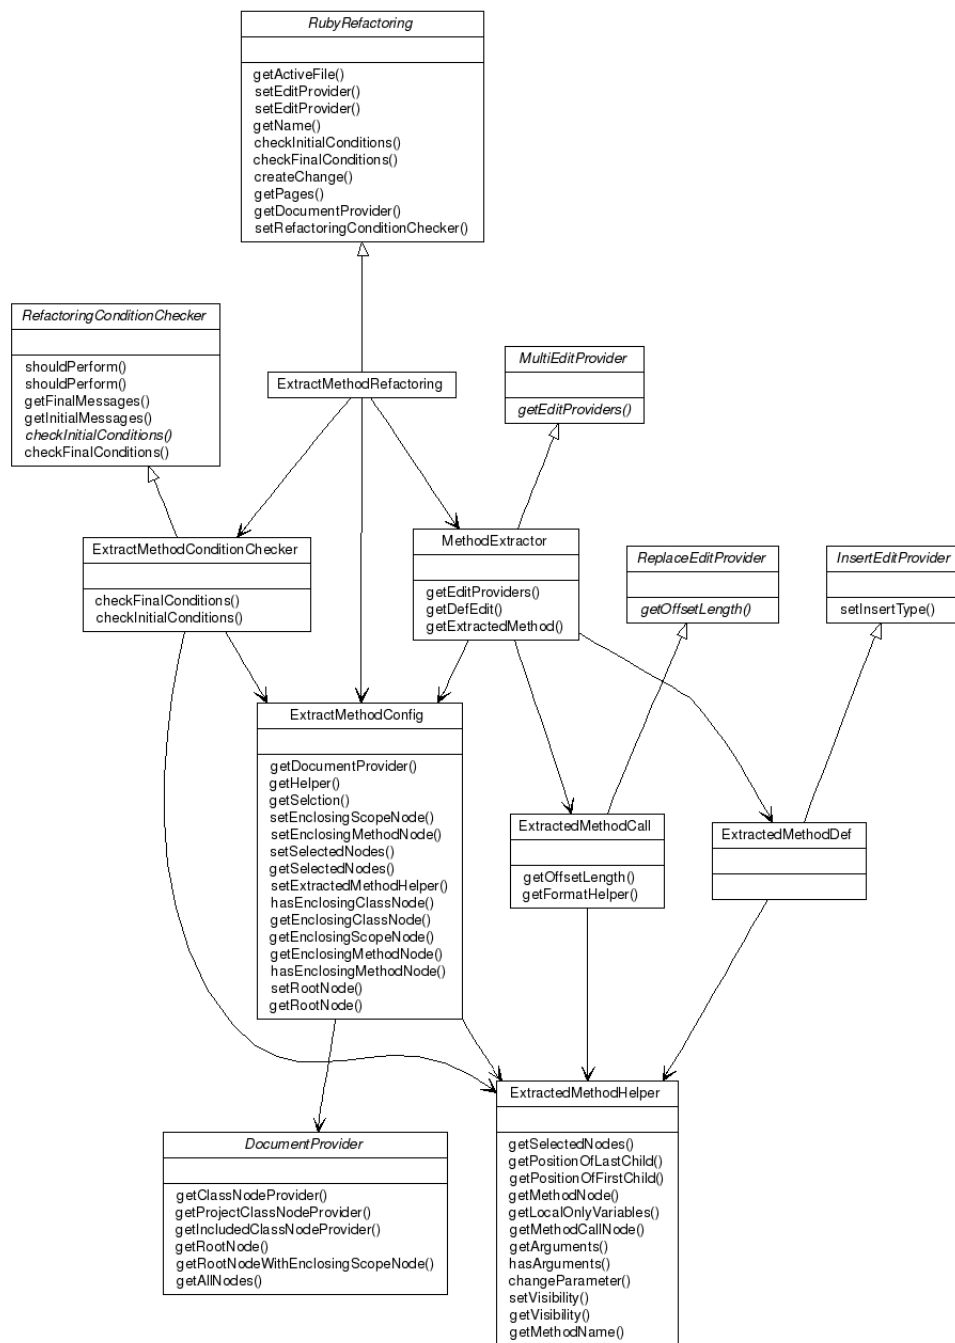 RubyRefactoring
getActiveFile()
setEditProvider()
setEditProvider()
getName()
checkInitialConditions()
checkFinalConditions()
createChange()
getPages()
getDocumentProvider()
setRefactoringConditionChecker()
RefactoringConditionChecker
shouldPerform()
shouldPerform()
getFinalMessages()
getInitialMessages()
checkInitialConditions()
checkFinalConditions()
ExtractMethodRefactoring
MultiEditProvider
getEditProviders()
ExtractMethodConditionChecker
checkFinalConditions()
checkInitialConditions()
MethodExtractor
getEditProviders()
getDefEdit()
getExtractedMethod()
ReplaceEditProvider
getOffsetLength()
InsertEditProvider
setInsertType()
ExtractMethodConfig
getDocumentProvider()
getHelper()
getSelction()
setEnclosingScopeNode()
setEnclosingMethodNode()
setSelectedNodes()
getSelectedNodes()
setExtractedMethodHelper()
hasEnclosingClassNode()
getEnclosingClassNode()
getEnclosingScopeNode()
getEnclosingMethodNode()
hasEnclosingMethodNode()
setRootNode()
getRootNode()
ExtractedMethodCall
getOffsetLength()
getFormatHelper()
ExtractedMethodDef
DocumentProvider
getClassNodeProvider()
getProjectClassNodeProvider()
getIncludedClassNodeProvider()
getRootNode()
getRootNodeWithEnclosingScopeNode()
getAllNodes()
ExtractedMethodHelper
getSelectedNodes()
getPositionOfLastChild()
getPositionOfFirstChild()
getMethodNode()
getLocalOnlyVariables()
getMethodCallNode()
getArguments()
hasArguments()
changeParameter()
setVisibility()
getVisibility()
getMethodName()